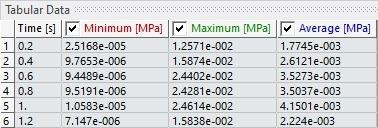 Tabular Data
Time [s] Minimum [MPa] Maximum [MPa] Average [MPa]
1 0.2 2.5168e-005 1.2571e-002 1.7745e-003
2 0.4 9.7653e-006 1.5874e-002 2.6121e-003
3 0.6 9.4489e-006 2.4402e-002 3.5273e-003
4 0.8 9.5191e-006 2.4281e-002 3.5037e-003
5 1. 1.0583e-005 2.4614e-002 4.1501e-003
6 1.2 7.147e-006 1.5838e-002 2.224e-003